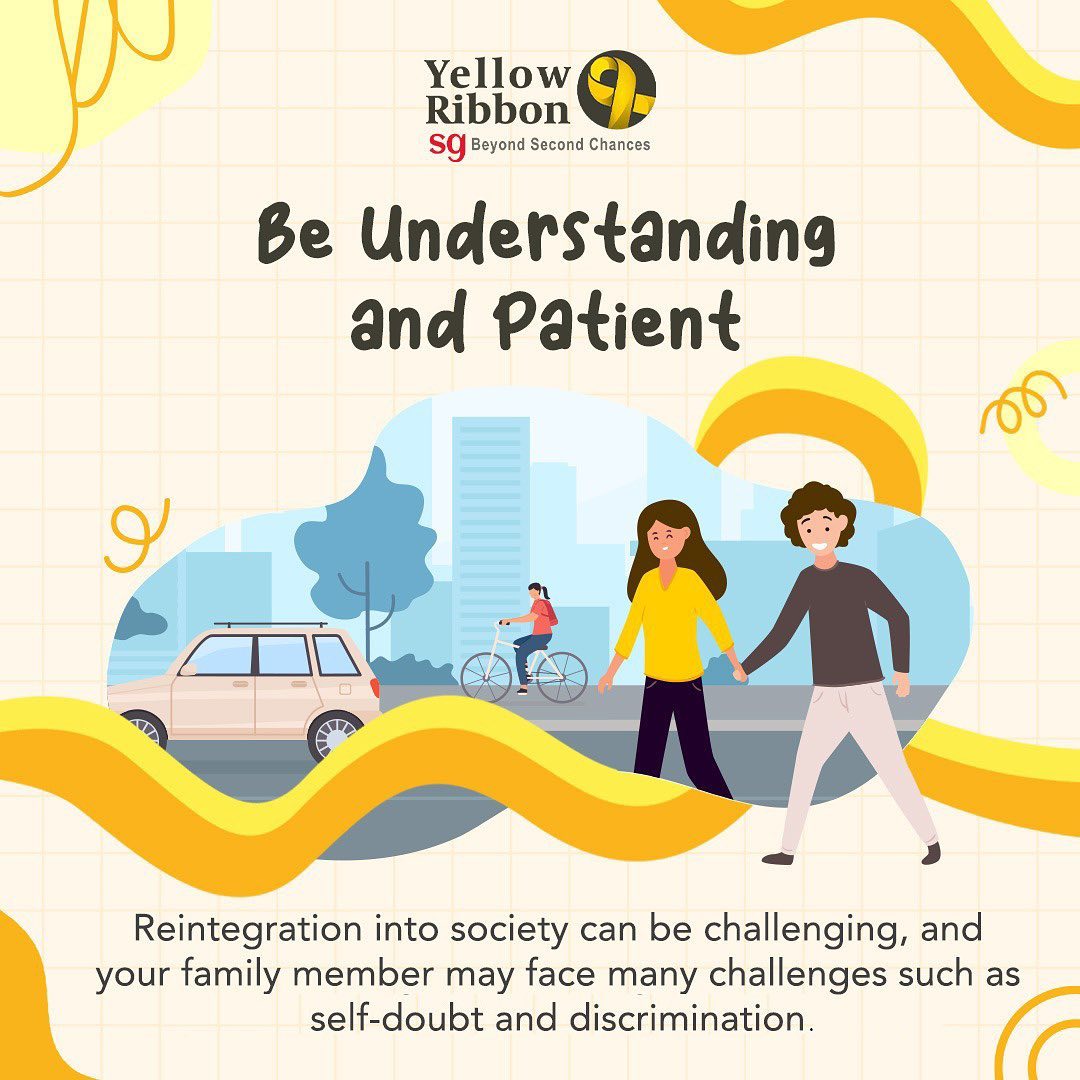 Yellow
Ribbon
sg Beyond Second Chances
Be Understanding
and Patient
Reintegration into society can be challenging, and
your family member may face many challenges such as
self-doubt and discrimination.